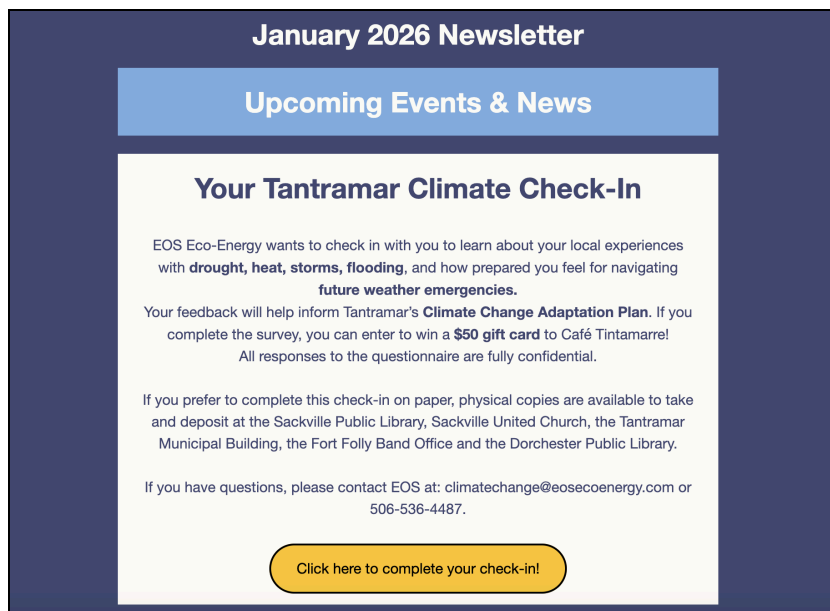 January 2026 Newsletter
Upcoming Events & News
Your Tantramar Climate Check-In
EOS Eco-Energy wants to check in with you to learn about your local experiences
with drought, heat, storms, flooding, and how prepared you feel for navigating
future weather emergencies.
Your feedback will help inform Tantramar's Climate Change Adaptation Plan. If you
complete the survey, you can enter to win a $50 gift card to Café Tintamarre!
All responses to the questionnaire are fully confidential.
If you prefer to complete this check-in on paper, physical copies are available to take
and deposit at the Sackville Public Library, Sackville United Church, the Tantramar
Municipal Building, the Fort Folly Band Office and the Dorchester Public Library.
If you have questions, please contact EOS at: climatechange@eosecoenergy.com or
506-536-4487.
Click here to complete your check-in!